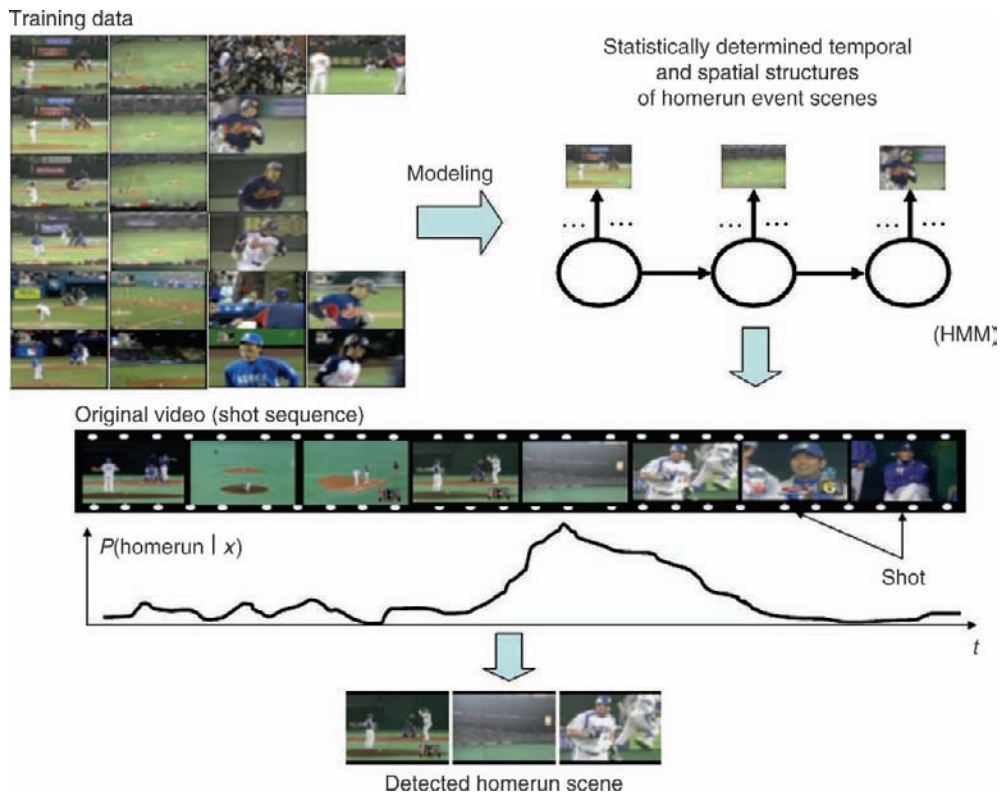 Training data
Statistically determined temporal
and spatial structures
of homerun event scenes
Modeling
... ... ... ...
(HMM)
Original video (shot sequence)
P(homerun | x)
Shot
t
Detected homerun scene